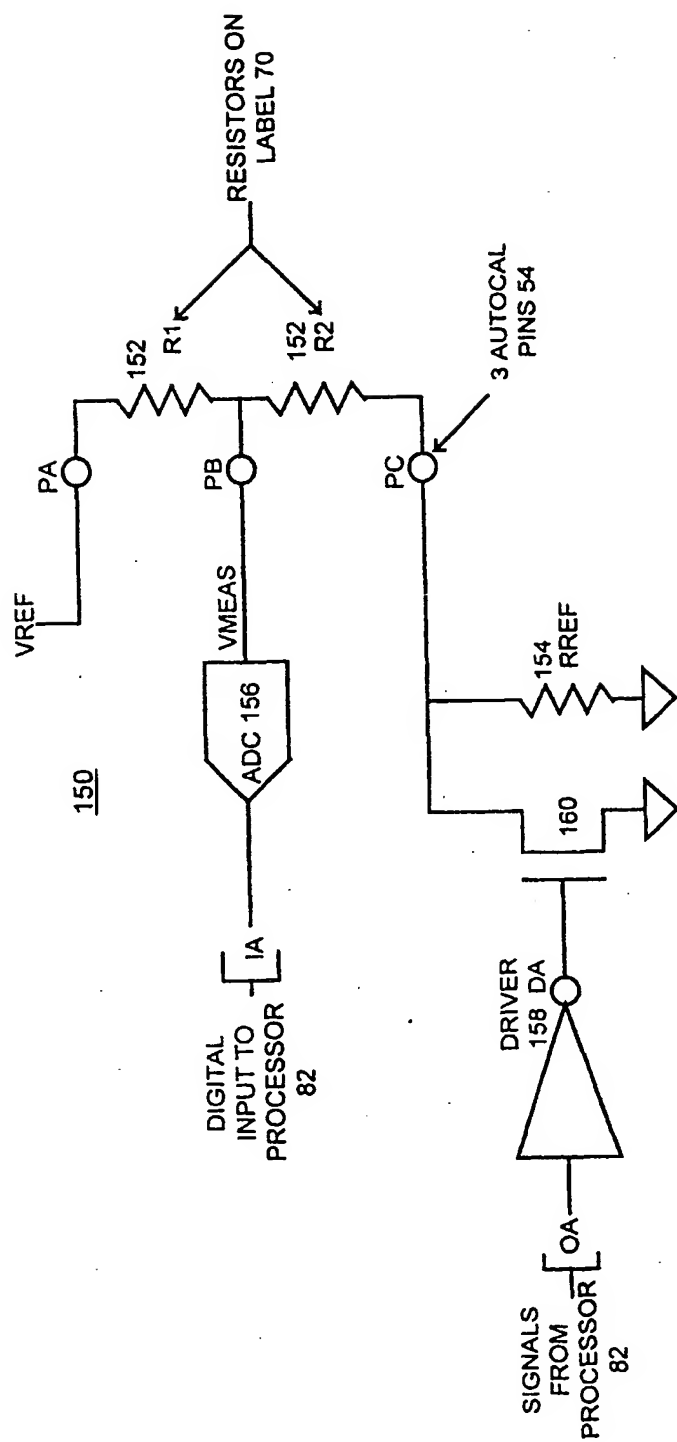 150
VREF
PA
152
R1
RESISTORS ON
LABEL 70
152
R2
PB
VMEAS
ADC 156
IA
DIGITAL
INPUT TO
PROCESSOR
82
PC
3 AUTOCAL
PINS 54
154
RREF
160
DRIVER
158 DA
OA
SIGNALS
FROM
PROCESSOR
82